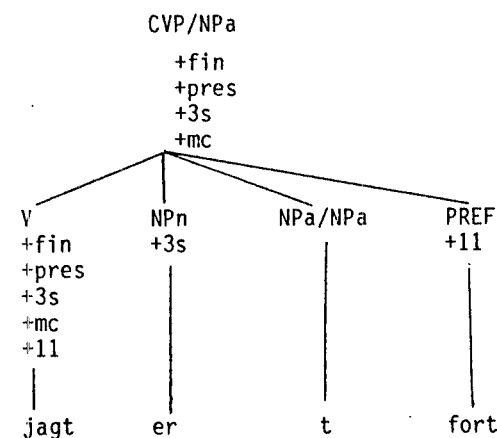 CVP/NPa
+fin
+pres
+3s
+mc
V NPn NPa/NPa PREF
+fin +3s +11
+pres
+3s
+mc
+11
jagt er t fort